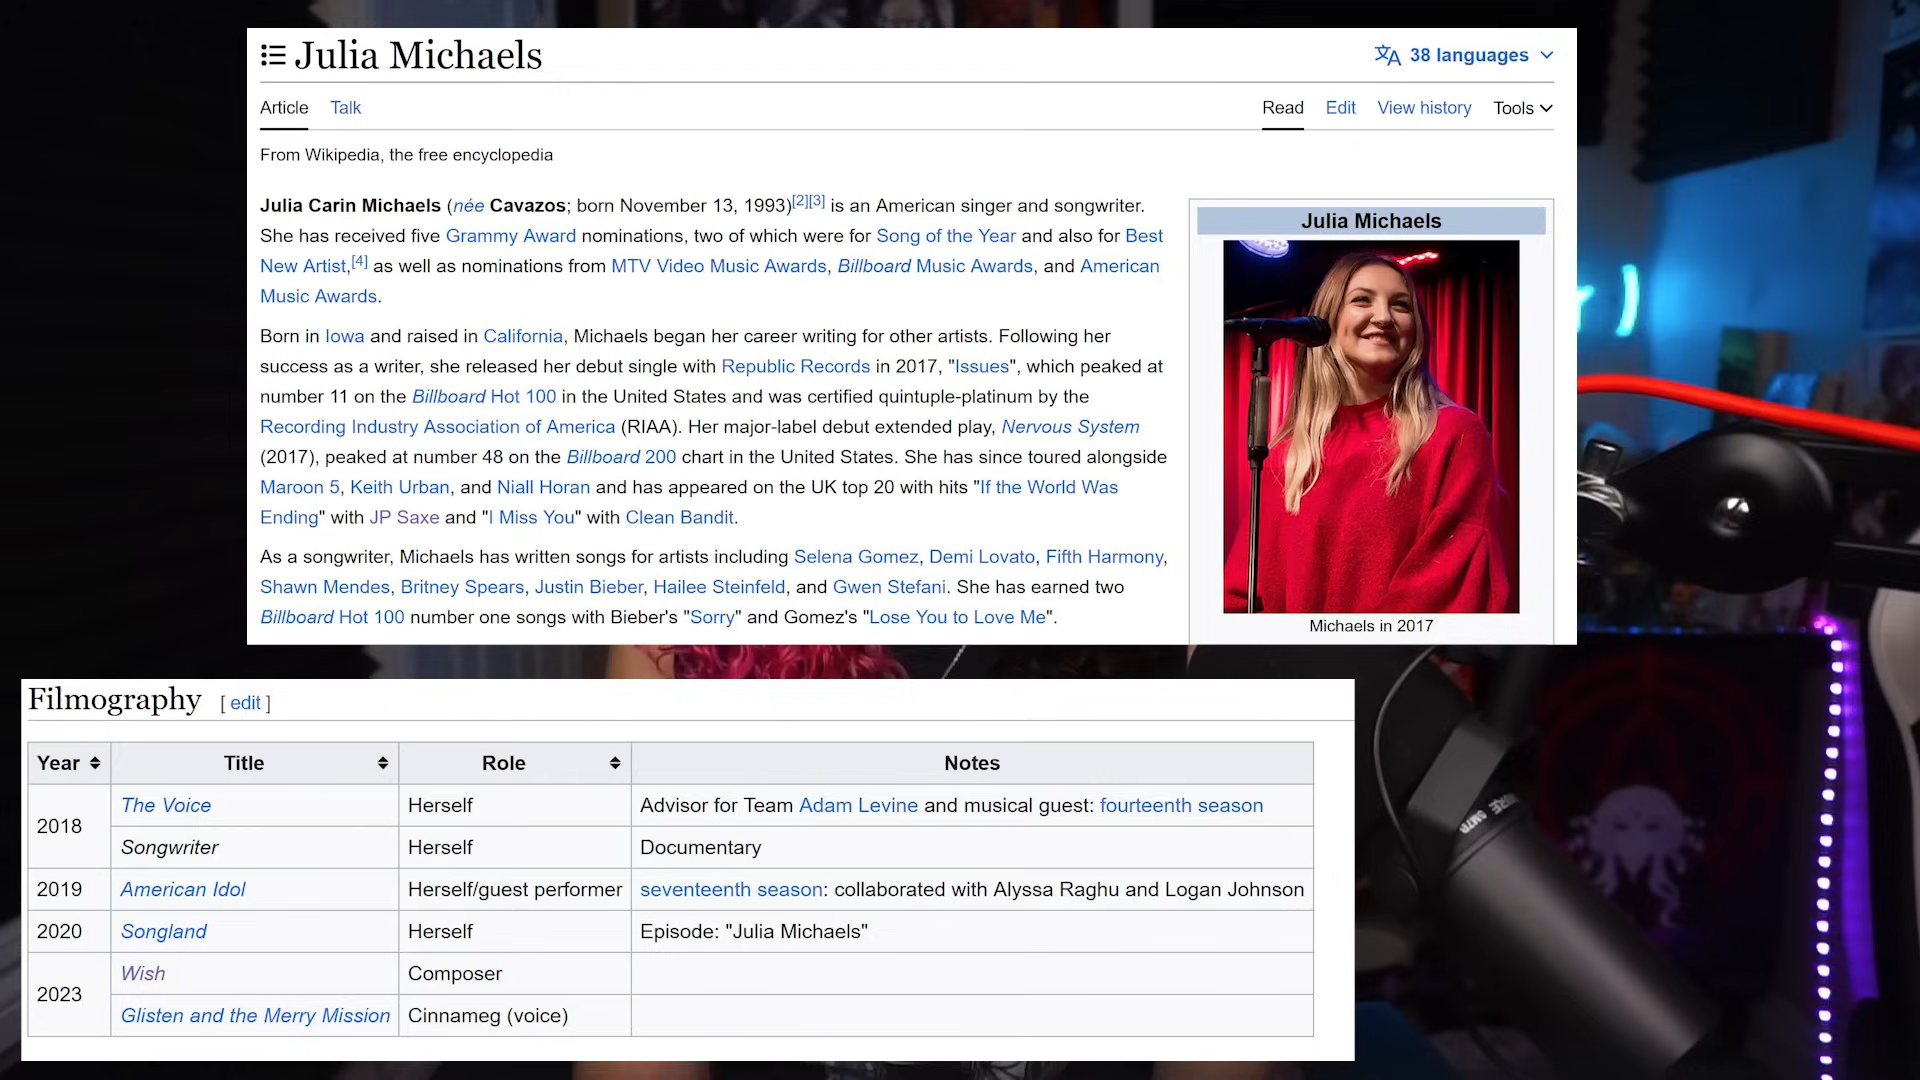 Julia Michaels
38 languages
Article Talk
Read Edit View history Tools
From Wikipedia, the free encyclopedia
Julia Carin Michaels (née Cavazos; born November 13, 1993)[2][3] is an American singer and songwriter.
She has received five Grammy Award nominations, two of which were for Song of the Year and also for Best
New Artist,[4] as well as nominations from MTV Video Music Awards, Billboard Music Awards, and American
Music Awards.
Born in Iowa and raised in California, Michaels began her career writing for other artists. Following her
success as a writer, she released her debut single with Republic Records in 2017, "Issues", which peaked at
number 11 on the Billboard Hot 100 in the United States and was certified quintuple-platinum by the
Recording Industry Association of America (RIAA). Her major-label debut extended play, Nervous System
(2017), peaked at number 48 on the Billboard 200 chart in the United States. She has since toured alongside
Maroon 5, Keith Urban, and Niall Horan and has appeared on the UK top 20 with hits "If the World Was
Ending" with JP Saxe and "I Miss You" with Clean Bandit.
As a songwriter, Michaels has written songs for artists including Selena Gomez, Demi Lovato, Fifth Harmony,
Shawn Mendes, Britney Spears, Justin Bieber, Hailee Steinfeld, and Gwen Stefani. She has earned two
Billboard Hot 100 number one songs with Bieber's "Sorry" and Gomez's "Lose You to Love Me".
Julia Michaels
Michaels in 2017
Filmography [ edit ]
Year Title Role Notes
2018 The Voice Herself Advisor for Team Adam Levine and musical guest: fourteenth season
Songwriter Herself Documentary
2019 American Idol Herself/guest performer seventeenth season: collaborated with Alyssa Raghu and Logan Johnson
2020 Songland Herself Episode: "Julia Michaels"
2023 Wish Composer
Glisten and the Merry Mission Cinnameg (voice)